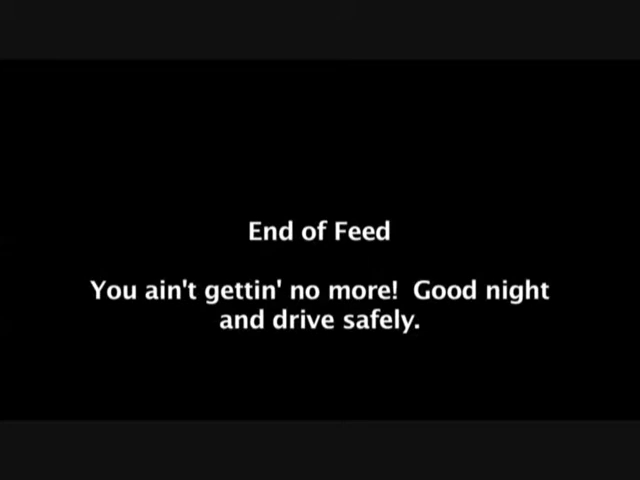 End of Feed
You ain't gettin' no more!  Good night
and drive safely.